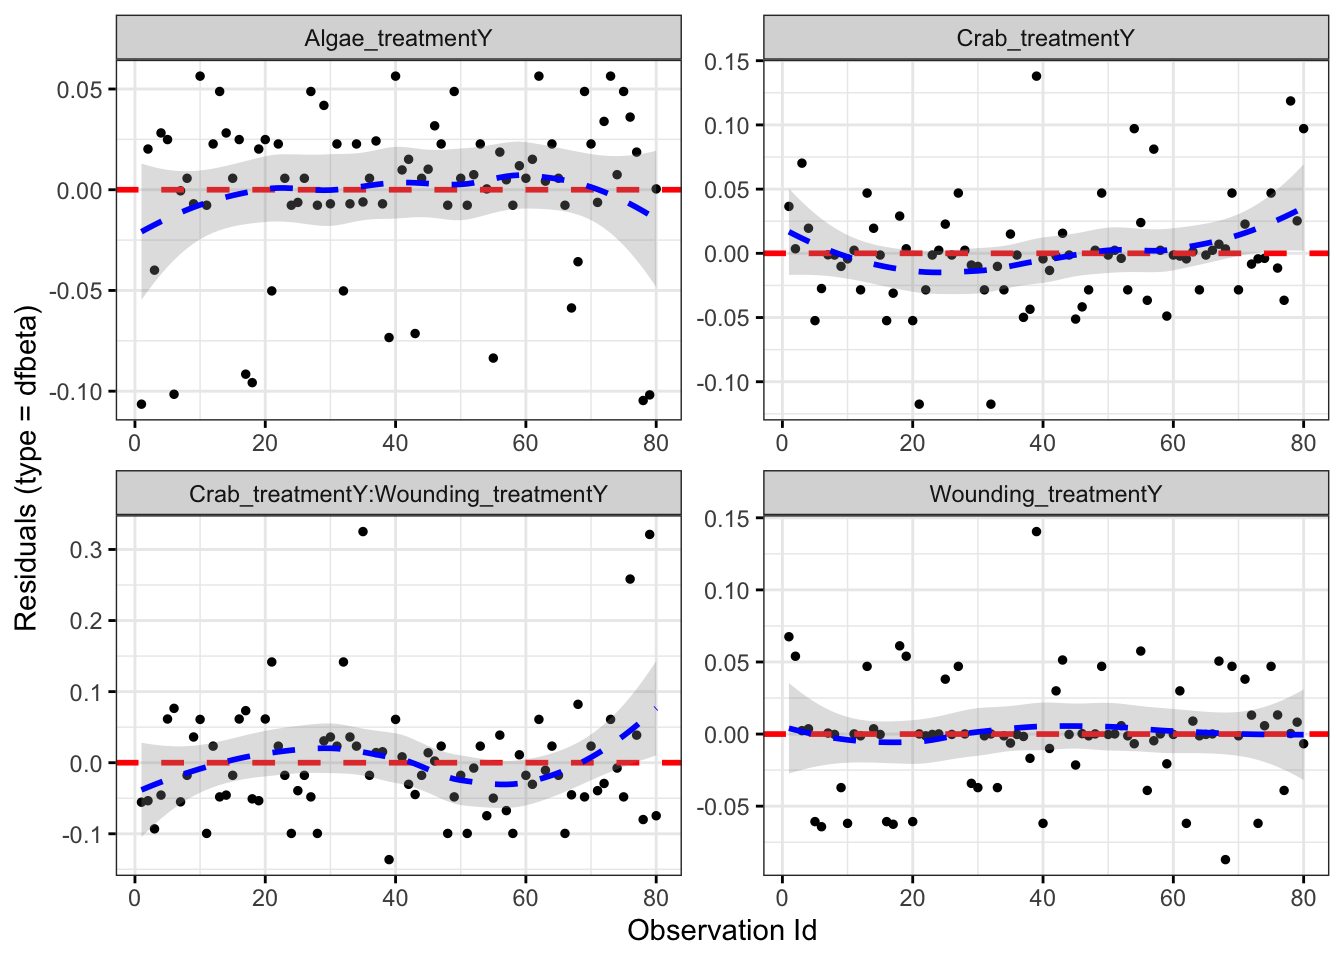 Algae_treatmentY
Crab_treatmentY
0.05
0.00
-0.05
-0.10
0.15
0.10
0.05
0.00
-0.05
-0.10
0 20 40 60 80
0 20 40 60 80
Crab_treatmentY:Wounding_treatmentY
Wounding_treatmentY
0.3
0.2
0.1
0.0
-0.1
0.15
0.10
0.05
0.00
-0.05
0 20 40 60 80
0 20 40 60 80
Residuals (type = dfbeta)
Observation Id